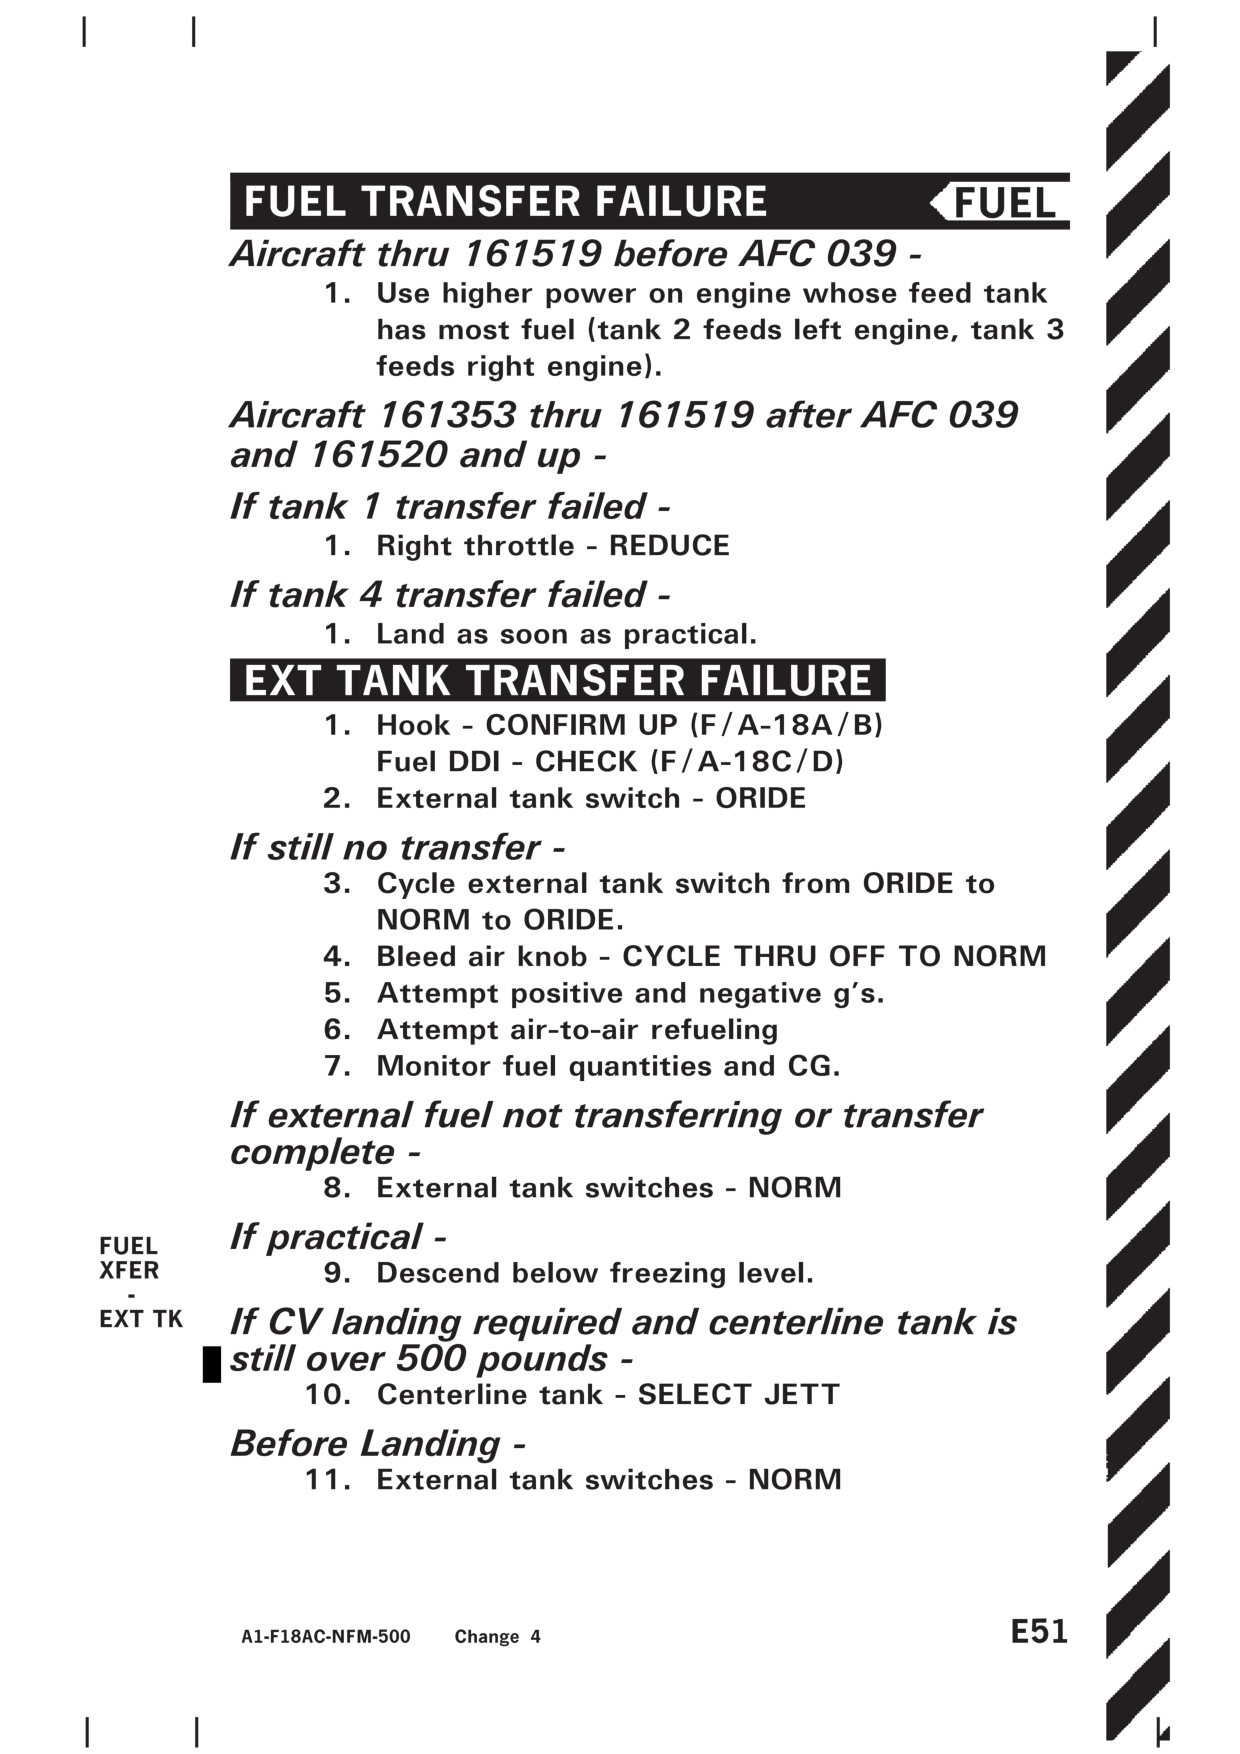 FUEL TRANSFER FAILURE FUEL
Aircraft thru 161519 before AFC 039 -
1. Use higher power on engine whose feed tank
has most fuel (tank 2 feeds left engine, tank 3
feeds right engine).
Aircraft 161353 thru 161519 after AFC 039
and 161520 and up -
If tank 1 transfer failed -
1. Right throttle - REDUCE
If tank 4 transfer failed -
1. Land as soon as practical.
EXT TANK TRANSFER FAILURE
1. Hook - CONFIRM UP (F/A-18A/B)
Fuel DDI - CHECK (F/A-18C/D)
2. External tank switch - ORIDE
If still no transfer -
3. Cycle external tank switch from ORIDE to
NORM to ORIDE.
4. Bleed air knob - CYCLE THRU OFF TO NORM
5. Attempt positive and negative g's.
6. Attempt air-to-air refueling
7. Monitor fuel quantities and CG.
If external fuel not transferring or transfer
complete -
8. External tank switches - NORM
If practical -
9. Descend below freezing level.
If CV landing required and centerline tank is
still over 500 pounds -
10. Centerline tank - SELECT JETT
Before Landing -
11. External tank switches - NORM
FUEL
XFER
-
EXT TK
A1-F18AC-NFM-500 Change 4
E51